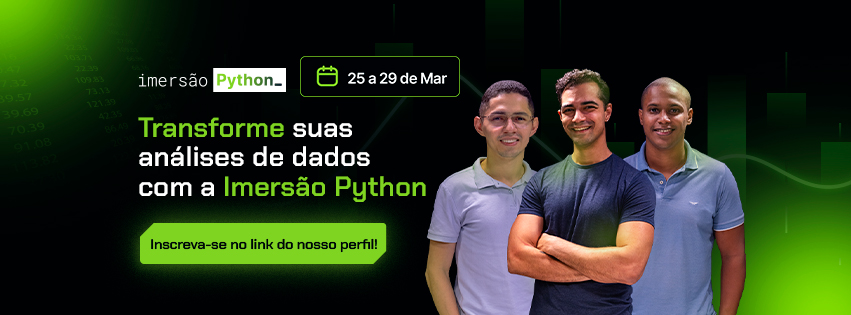 imersão Python_
25 a 29 de Mar
Transforme suas
análises de dados
com a Imersão Python
Inscreva-se no link do nosso perfil!